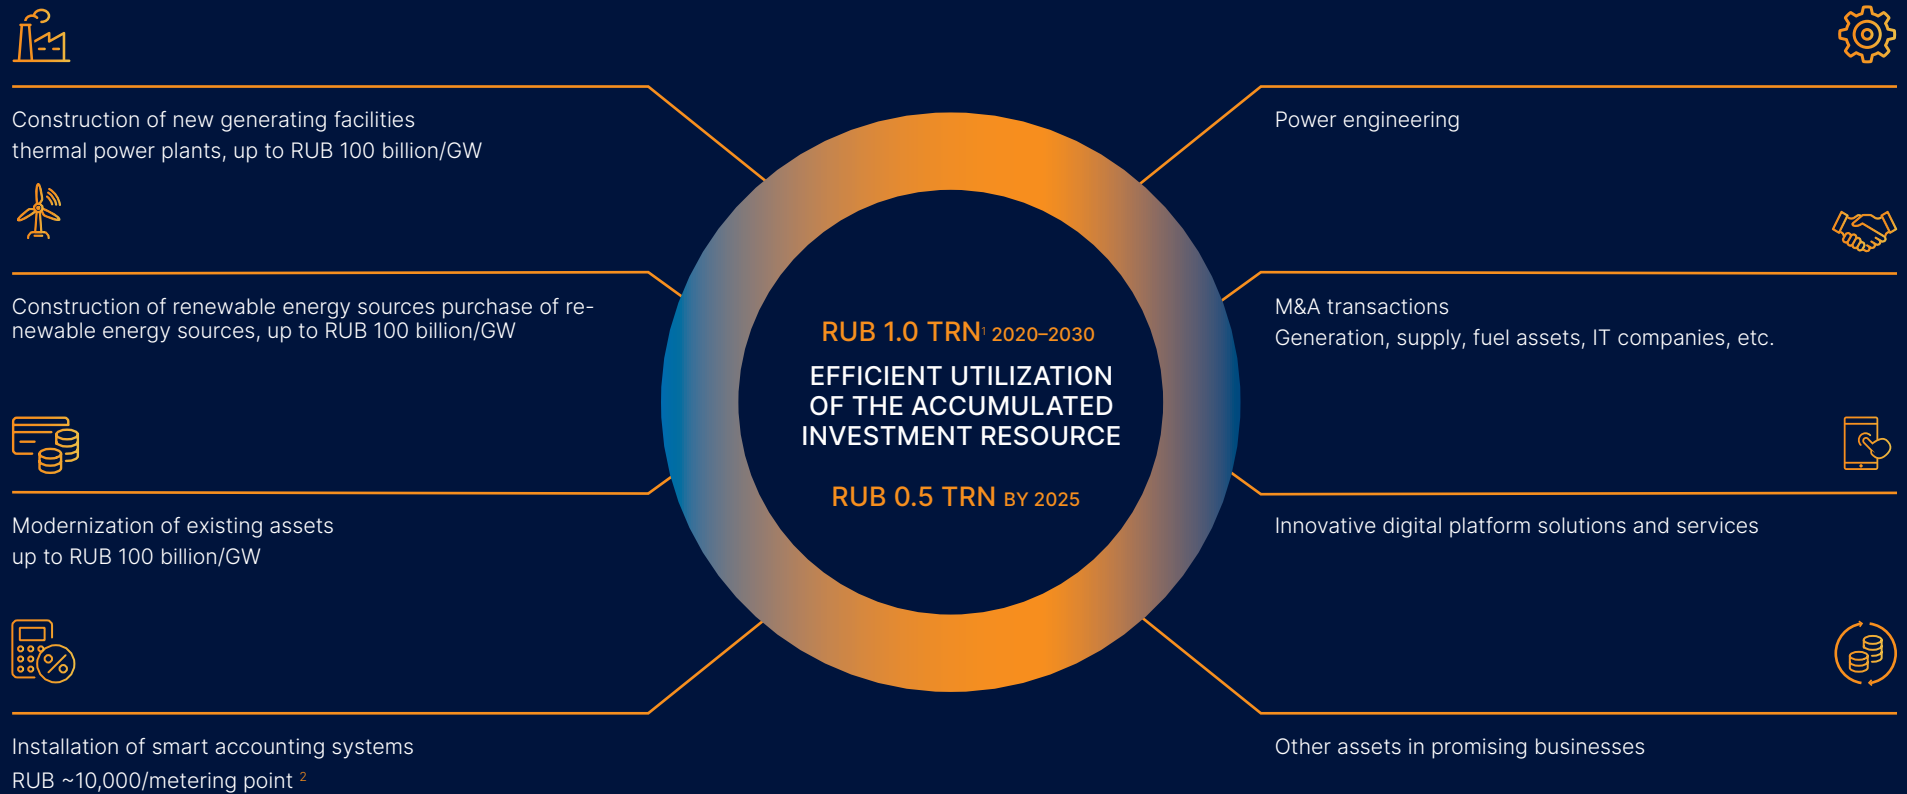 Construction of new generating facilities
thermal power plants, up to RUB 100 billion/GW
Construction of renewable energy sources purchase of re-
newable energy sources, up to RUB 100 billion/GW
Modernization of existing assets
up to RUB 100 billion/GW
Installation of smart accounting systems
RUB ~10,000/metering point 2
RUB 1.0 TRN1 2020–2030
EFFICIENT UTILIZATION
OF THE ACCUMULATED
INVESTMENT RESOURCE
RUB 0.5 TRN BY 2025
Power engineering
M&A transactions
Generation, supply, fuel assets, IT companies, etc.
Innovative digital platform solutions and services
Other assets in promising businesses